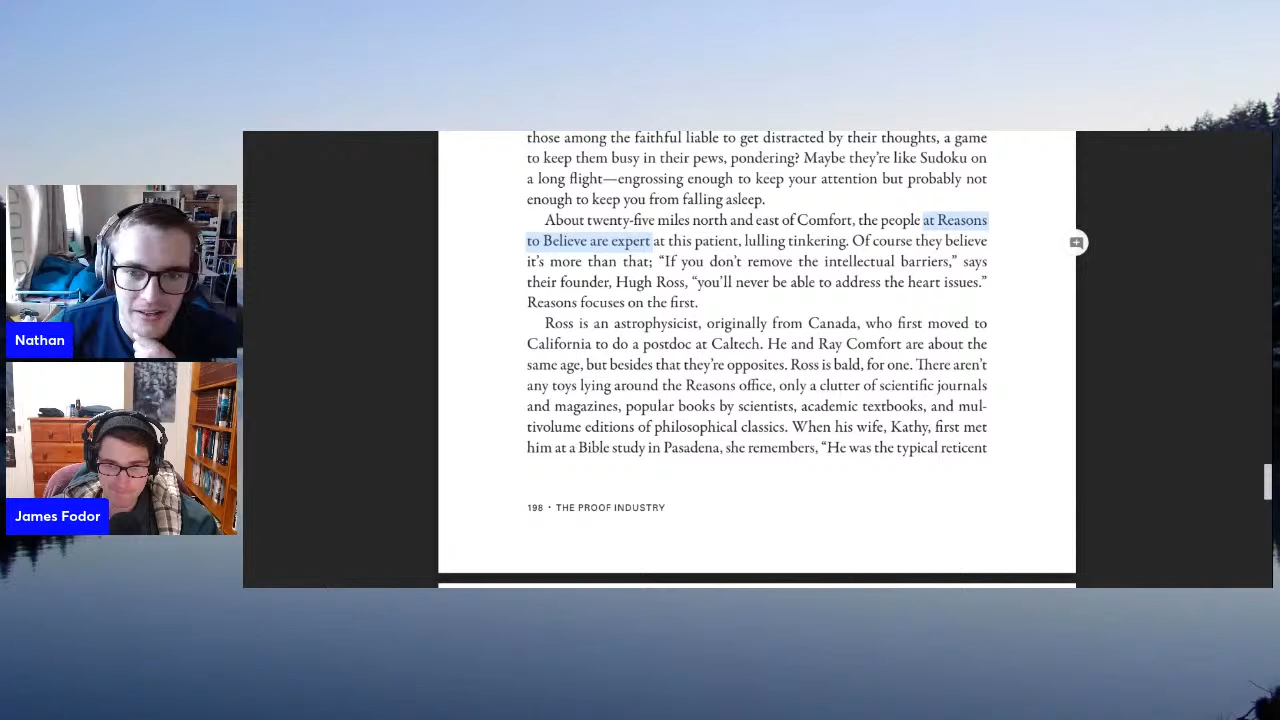 Nathan
James Fodor
those among the faithful liable to get distracted by their thoughts, a game
to keep them busy in their pews, pondering? Maybe they’re like Sudoku on
a long flight—engrossing enough to keep your attention but probably not
enough to keep you from falling asleep.
About twenty-five miles north and east of Comfort, the people at Reasons
to Believe are expert at this patient, lulling tinkering. Of course they believe
it’s more than that; “If you don’t remove the intellectual barriers,” says
their founder, Hugh Ross, “you’ll never be able to address the heart issues.”
Reasons focuses on the first.
Ross is an astrophysicist, originally from Canada, who first moved to
California to do a postdoc at Caltech. He and Ray Comfort are about the
same age, but besides that they’re opposites. Ross is bald, for one. There aren’t
any toys lying around the Reasons office, only a clutter of scientific journals
and magazines, popular books by scientists, academic textbooks, and mul-
tivolume editions of philosophical classics. When his wife, Kathy, first met
him at a Bible study in Pasadena, she remembers, “He was the typical reticent
198 · THE PROOF INDUSTRY